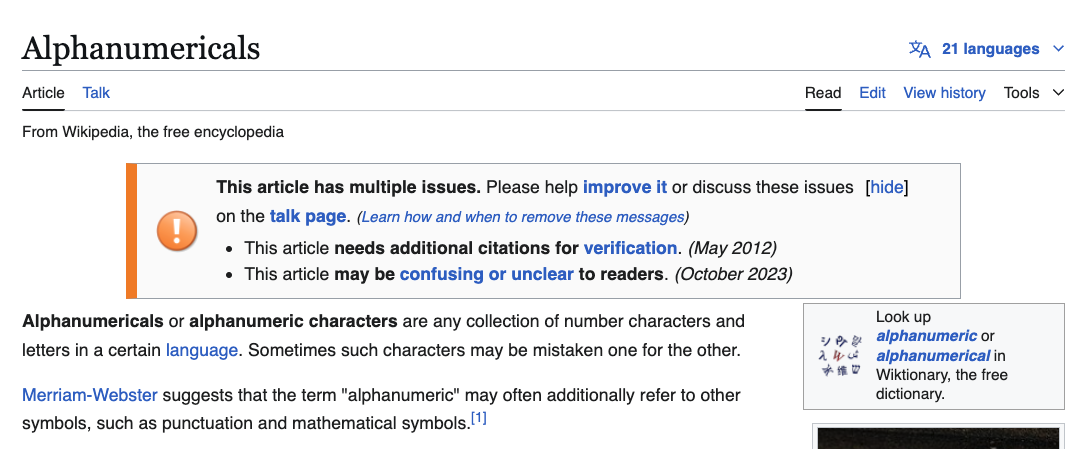 Alphanumericals
21 languages
Article Talk Read Edit View history Tools
From Wikipedia, the free encyclopedia
This article has multiple issues. Please help improve it or discuss these issues [hide]
on the talk page. (Learn how and when to remove these messages)
• This article needs additional citations for verification. (May 2012)
• This article may be confusing or unclear to readers. (October 2023)
Alphanumericals or alphanumeric characters are any collection of number characters and
letters in a certain language. Sometimes such characters may be mistaken one for the other.
Merriam-Webster suggests that the term "alphanumeric" may often additionally refer to other
symbols, such as punctuation and mathematical symbols.[1]
Look up
alphanumeric or
alphanumerical in
Wiktionary, the free
dictionary.